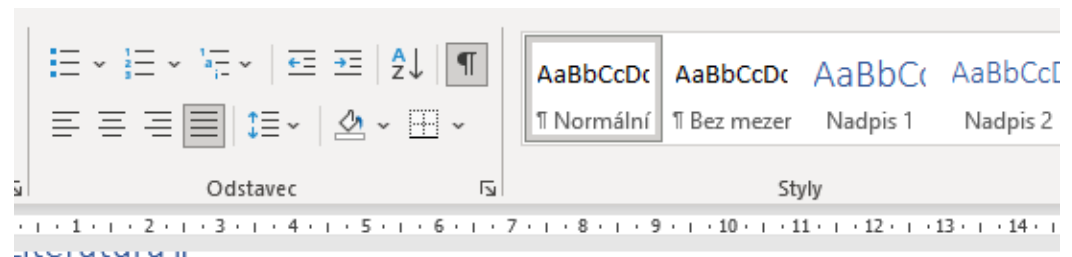 AaBbCcDc AaBbCcDc AaBbC AaBbCcD
¶ Normální ¶ Bez mezer Nadpis 1 Nadpis 2
Odstavec Styly
1 2 3 4 5 6 7 8 9 10 11 12 13 14